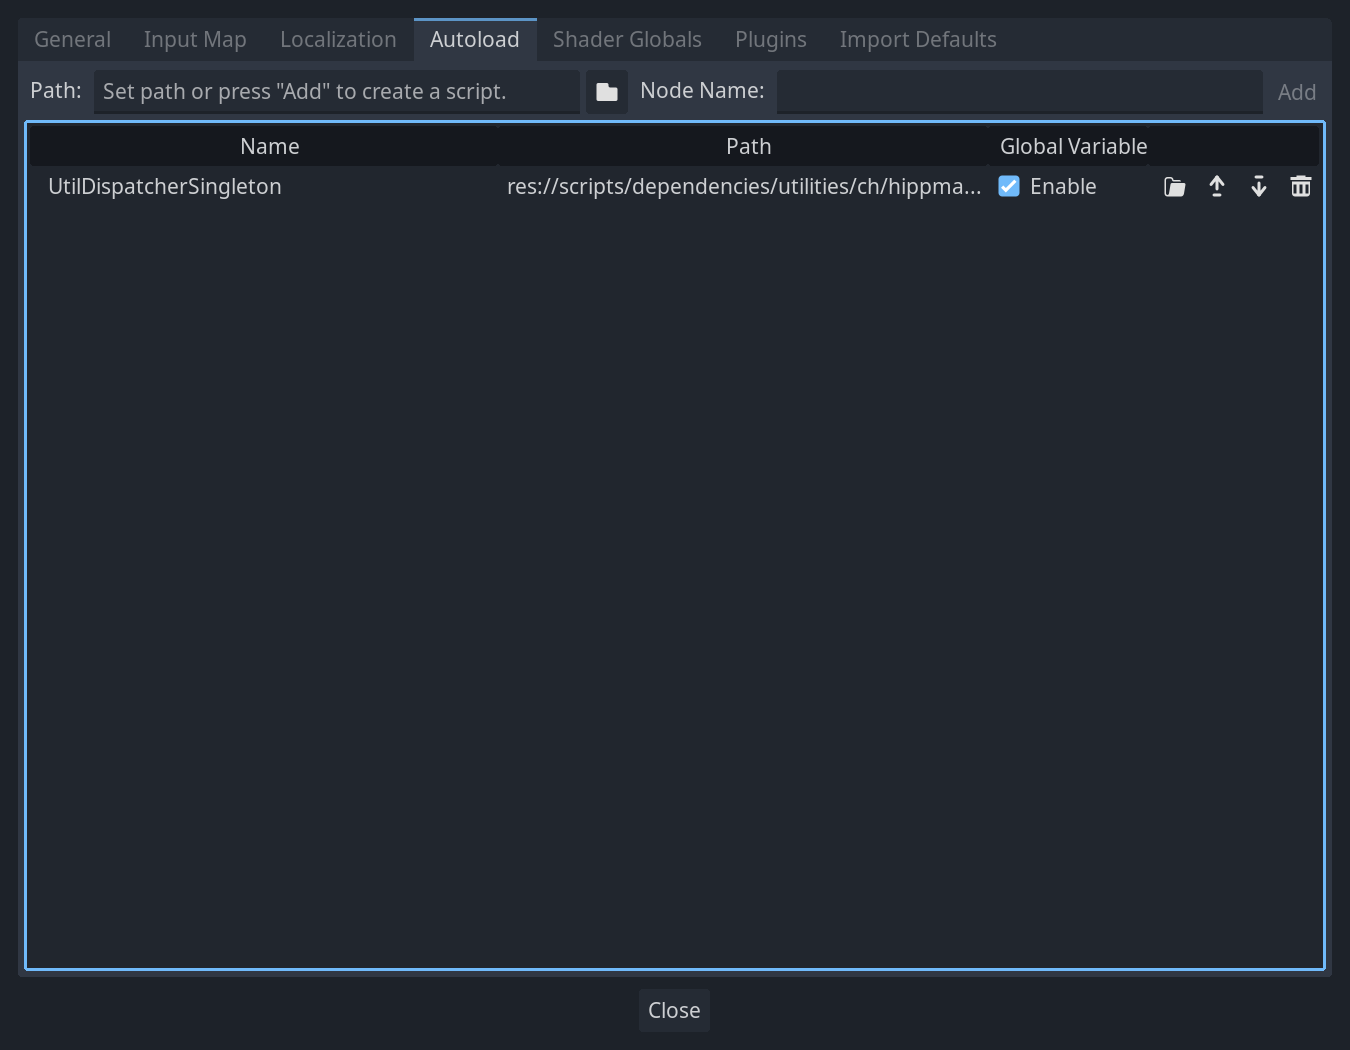 General Input Map Localization Autoload Shader Globals Plugins Import Defaults
Path: Set path or press "Add" to create a script. Node Name: Add
Name Path Global Variable
UtilDispatcherSingleton res://scripts/dependencies/utilities/ch/hippma... Enable
Close